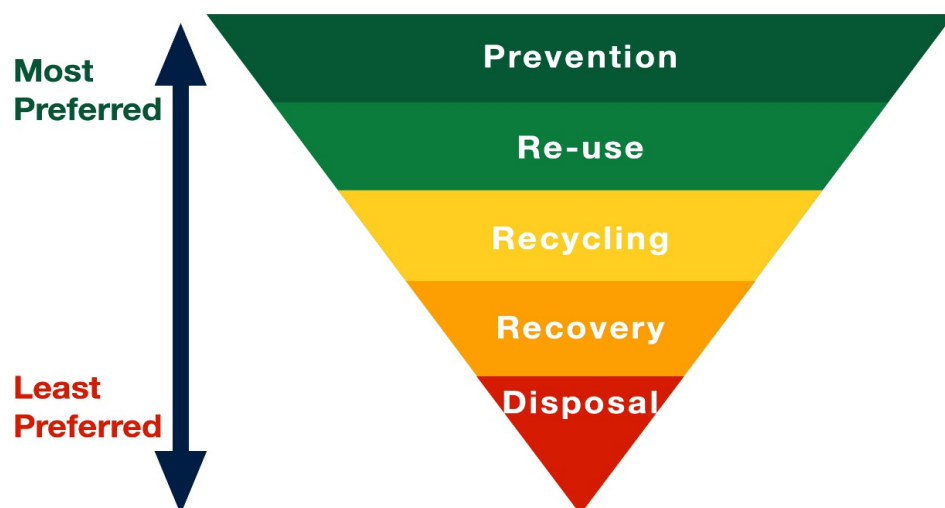 Most
Preferred
Prevention
Re-use
Recycling
Recovery
Disposal
Least
Preferred